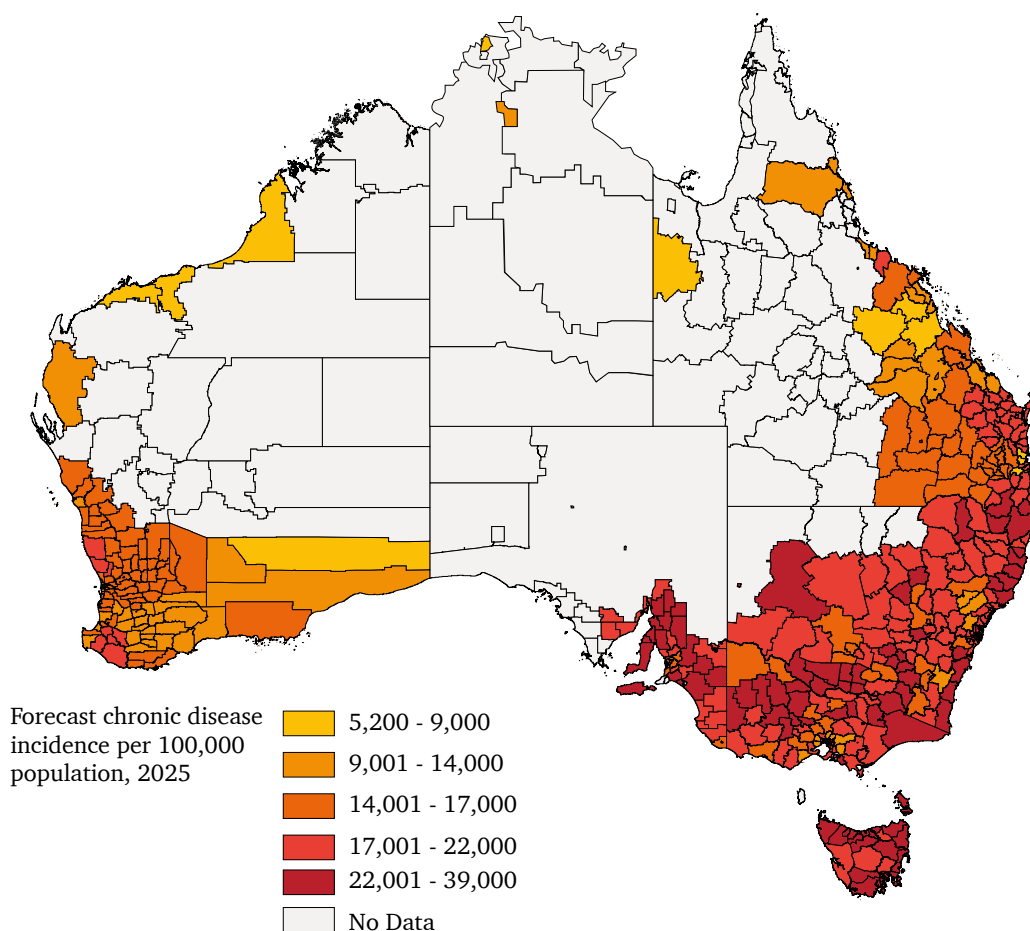 Forecast chronic disease
incidence per 100,000
population, 2025
5,200 - 9,000
9,001 - 14,000
14,001 - 17,000
17,001 - 22,000
22,001 - 39,000
No Data